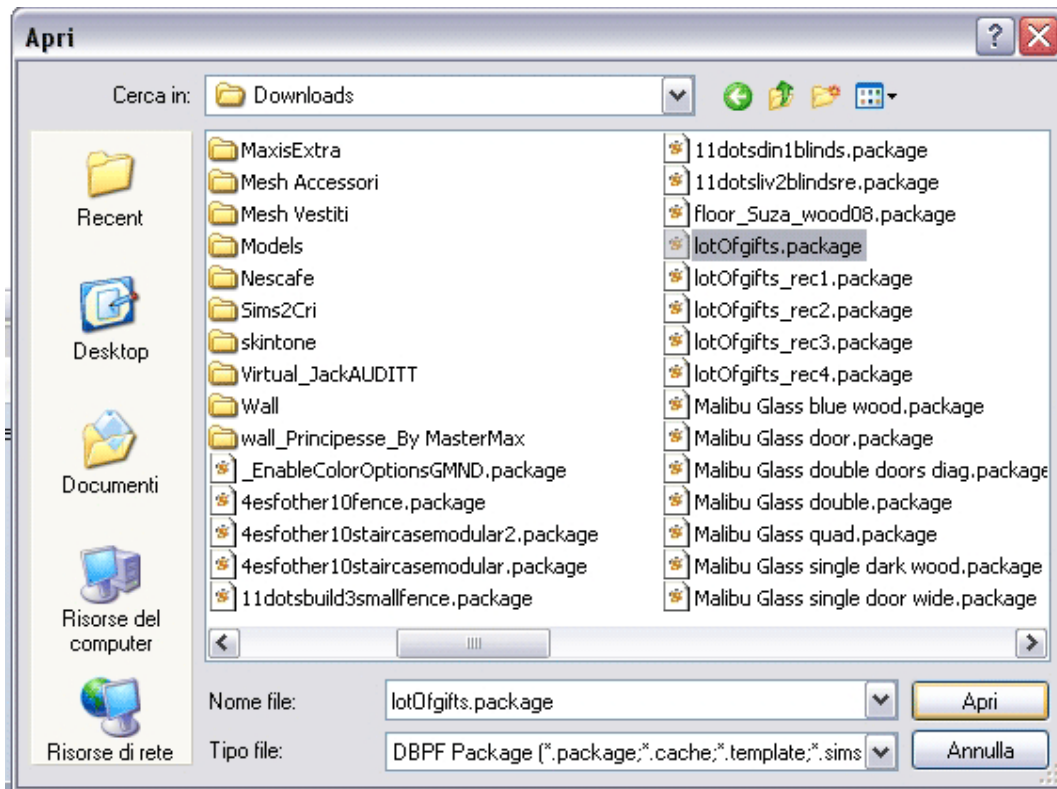 Apri
Cerca in:
Downloads
Recent
Desktop
Documenti
Risorse del
computer
Risorse di rete
MaxisExtra
Mesh Accessori
Mesh Vestiti
Models
Nescafe
Sims2Cri
skintone
Virtual_JackAUDITT
Wall
wall_Principesse_By MasterMax
_EnableColorOptionsGMND.package
4esfother10fence.package
4esfother10staircasemodular2.package
4esfother10staircasemodular.package
11dotsbuild3smallfence.package
11dotsdin1blinds.package
11dotsliv2blindsre.package
floor_Suza_wood08.package
lotOfgifts.package
lotOfgifts_rec1.package
lotOfgifts_rec2.package
lotOfgifts_rec3.package
lotOfgifts_rec4.package
Malibu Glass blue wood.package
Malibu Glass door.package
Malibu Glass double doors diag.package
Malibu Glass double.package
Malibu Glass quad.package
Malibu Glass single dark wood.package
Malibu Glass single door wide.package
Nome file:
lotOfgifts.package
Apri
Tipo file:
DBPF Package (*.package;*.cache;*.template;*.sims
Annulla